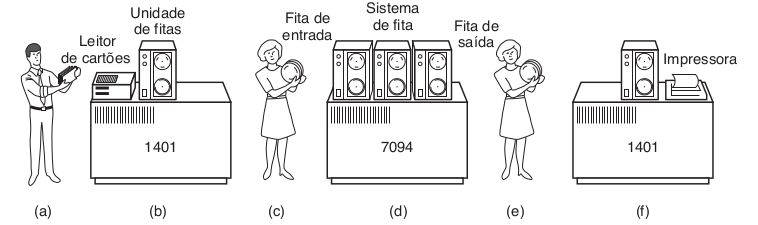 Leitor
de cartões
Unidade
de fitas
Fita de
entrada
Sistema
de fita
Fita de
saída
Impressora
1401
7094
1401
(a)
(b)
(c)
(d)
(e)
(f)